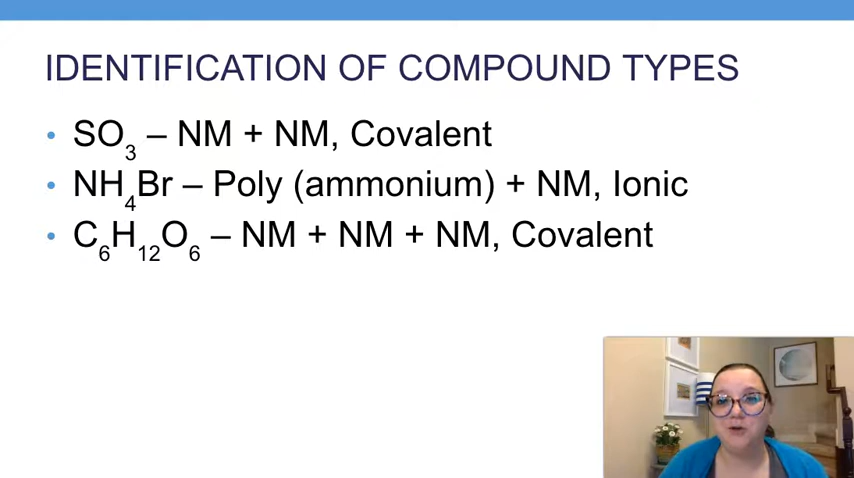 IDENTIFICATION OF COMPOUND TYPES
• SO₃ – NM + NM, Covalent
• NH₄Br – Poly (ammonium) + NM, Ionic
• C₆H₁₂O₆ – NM + NM + NM, Covalent